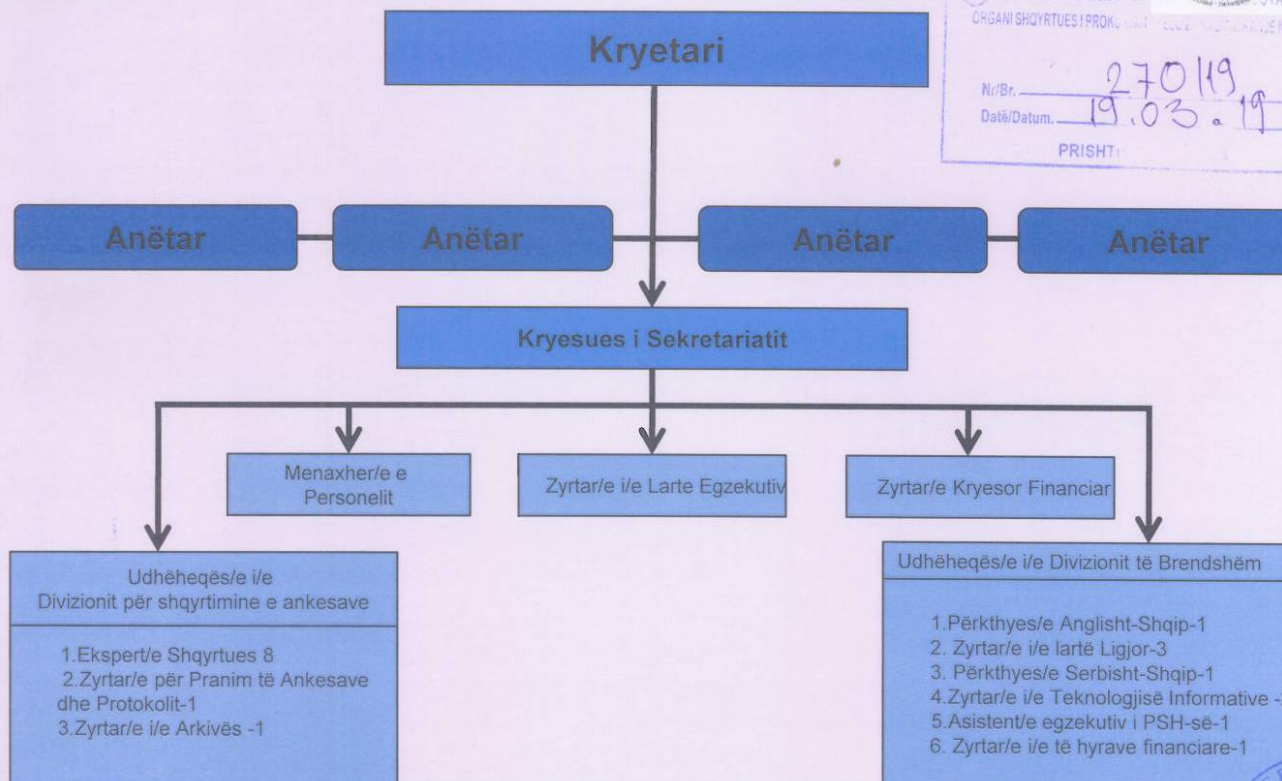 Kryetari
ORGANI SHQYRTUES I PROK
Nr/Br. 270/19
Datë/Datum. 19.03.19
PRISHT
Anëtar
Anëtar
Anëtar
Anëtar
Kryesues i Sekretariatit
Menaxher/e e
Personelit
Zyrtar/e i/e Larte Egzekutiv
Zyrtar/e Kryesor Financiar
Udhëheqës/e i/e
Divizionit për shqyrtimine e ankesave
1.Ekspert/e Shqyrtues 8
2.Zyrtar/e për Pranim të Ankesave
dhe Protokolit-1
3.Zyrtar/e i/e Arkivës -1
Udhëheqës/e i/e Divizionit të Brendshëm
1.Përkthyes/e Anglisht-Shqip-1
2. Zyrtar/e i/e lartë Ligjor-3
3. Përkthyes/e Serbisht-Shqip-1
4.Zyrtar/e i/e Teknologjisë Informative -
5.Asistent/e egzekutiv i PSH-së-1
6. Zyrtar/e i/e të hyrave financiare-1